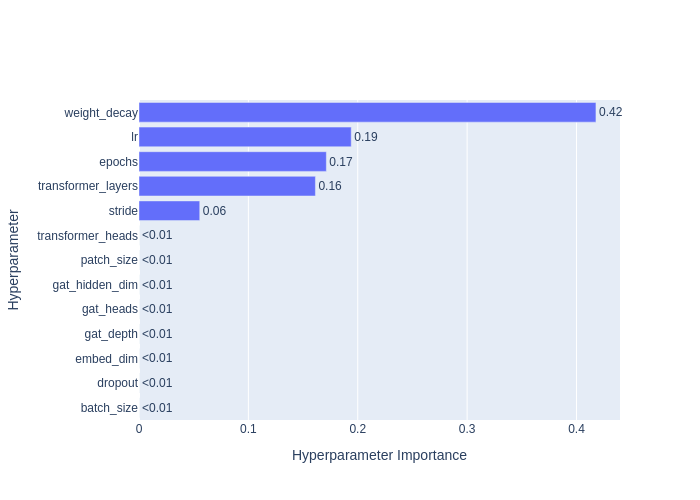 weight_decay 0.42
lr 0.19
epochs 0.17
transformer_layers 0.16
stride 0.06
transformer_heads <0.01
patch_size <0.01
gat_hidden_dim <0.01
gat_heads <0.01
gat_depth <0.01
embed_dim <0.01
dropout <0.01
batch_size <0.01
0 0.1 0.2 0.3 0.4
Hyperparameter Importance
Hyperparameter